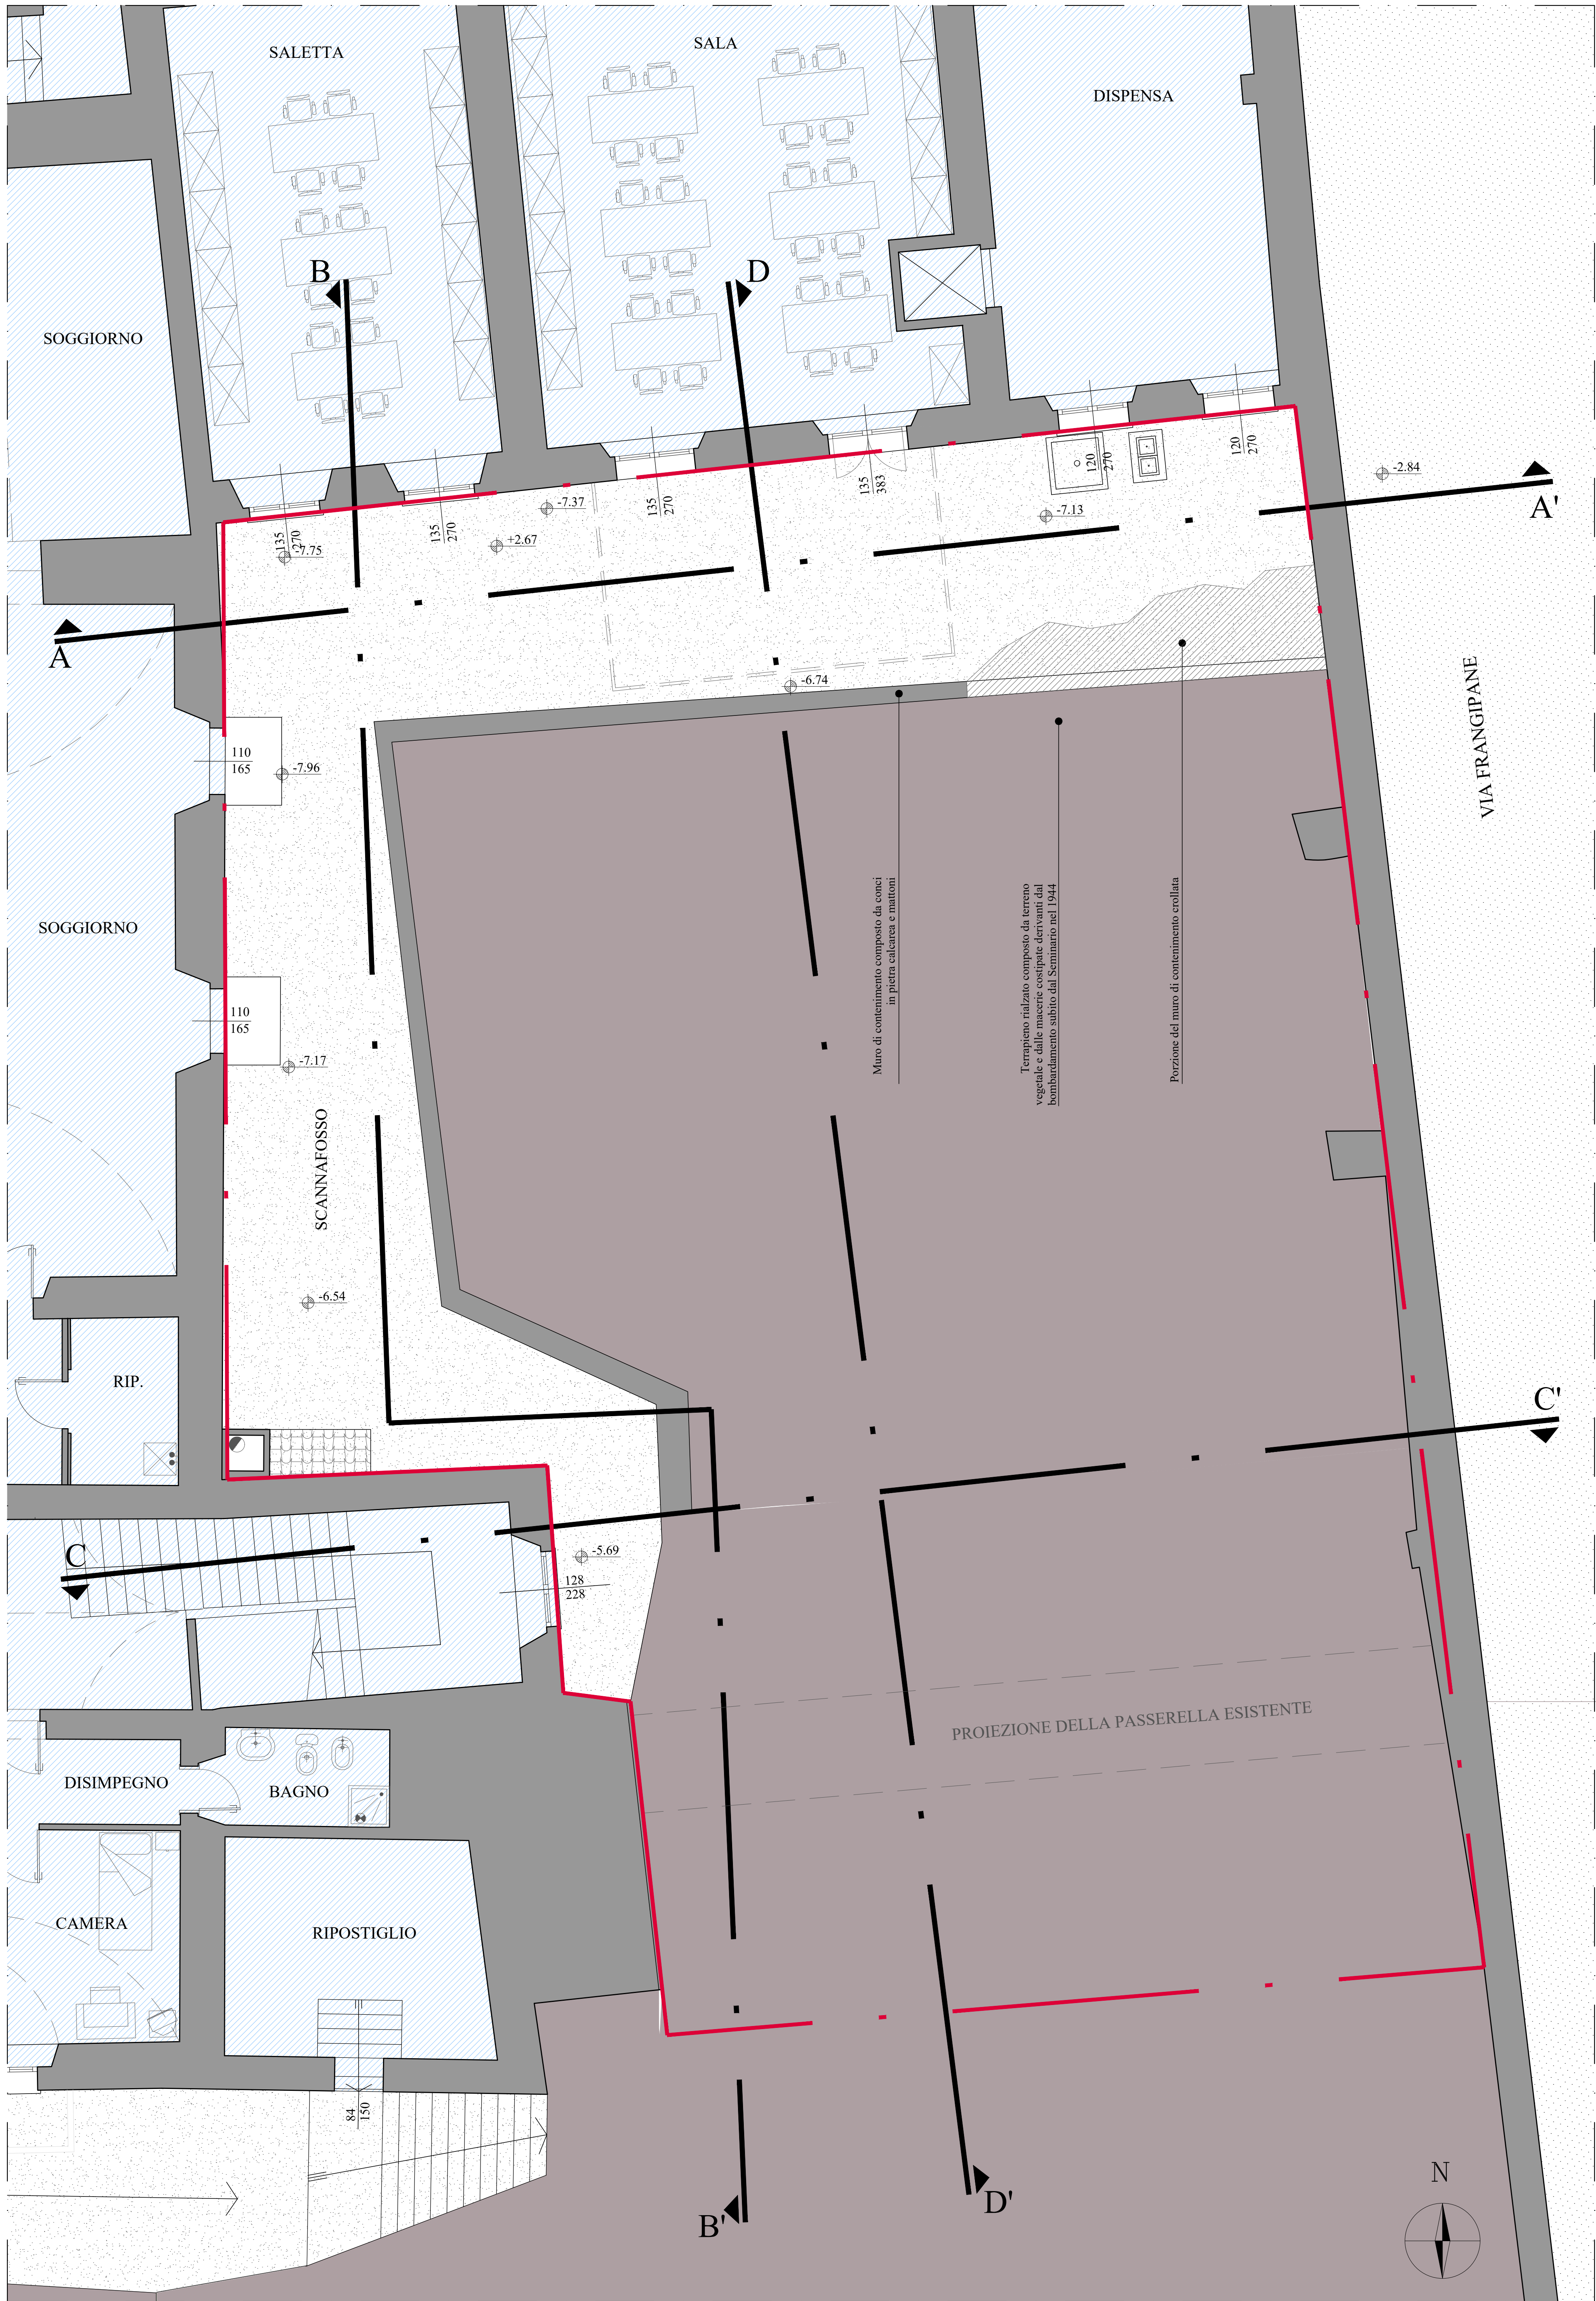 SALETTA
SALA
DISPENSA
SOGGIORNO
B
D
-2.84
A'
120
270
120
270
135
383
135
270
135
270
135
270
-7.37
-7.13
+2.67
-7.75
A
-6.74
VIA FRANGIPANE
110
165
-7.96
SOGGIORNO
Muro di contenimento composto da conci
in pietra calcarea e mattoni
Terrapieno rialzato composto da terreno
vegetale e dalle macerie costipate derivanti dal
bombardamento subito dal Seminario nel 1944
Porzione del muro di contenimento crollata
110
165
-7.17
SCANNAFOSSO
-6.54
RIP.
C'
C
-5.69
128
228
PROIEZIONE DELLA PASSERELLA ESISTENTE
DISIMPEGNO
BAGNO
CAMERA
RIPOSTIGLIO
84
150
B'
D'
N